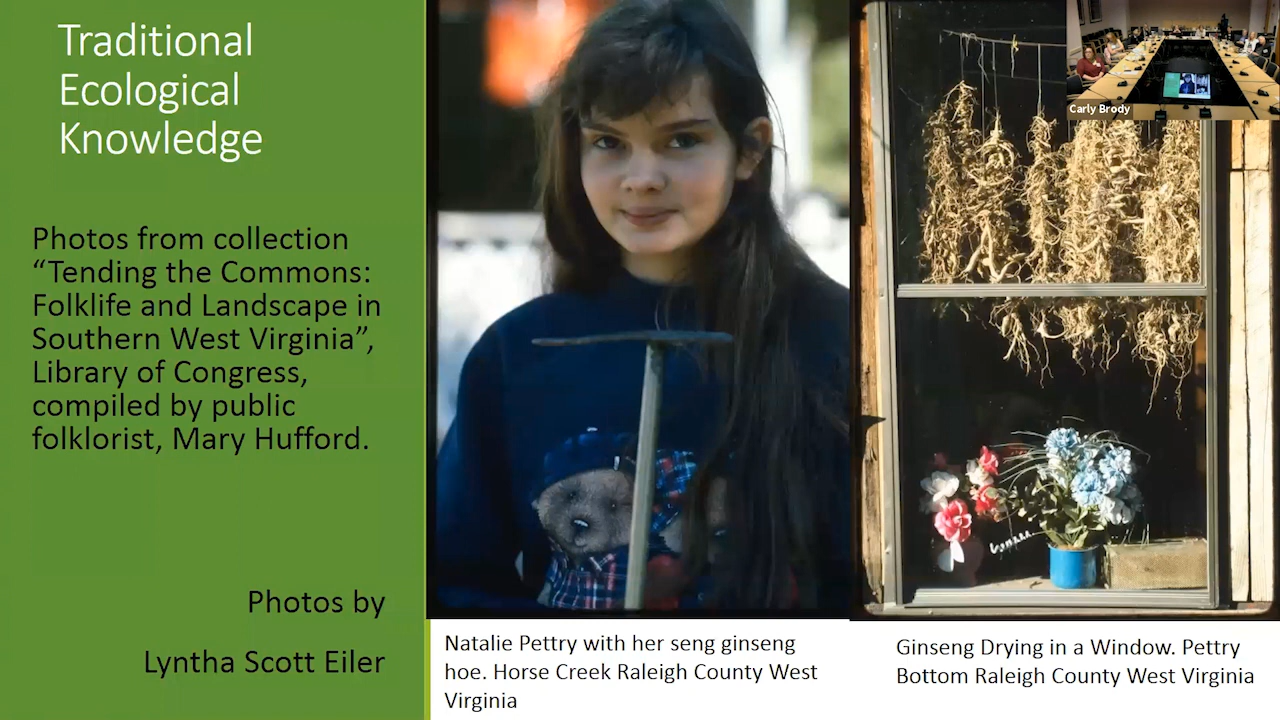 Traditional
Ecological
Knowledge
Photos from collection
“Tending the Commons:
Folklife and Landscape in
Southern West Virginia”,
Library of Congress,
compiled by public
folklorist, Mary Hufford.
Photos by
Lyntha Scott Eiler
Carly Brody
Natalie Pettry with her seng ginseng
hoe. Horse Creek Raleigh County West
Virginia
Ginseng Drying in a Window. Pettry
Bottom Raleigh County West Virginia